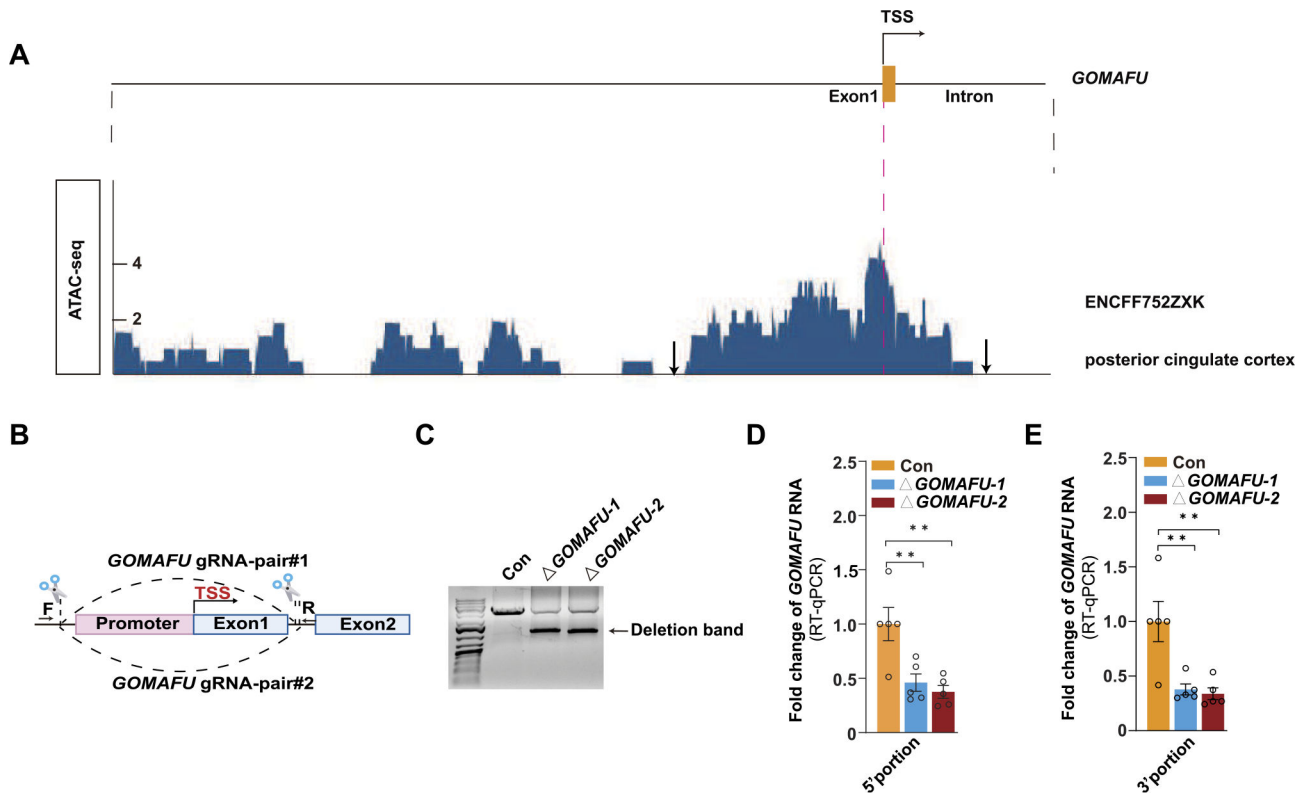 A
TSS
GOMAFU
Exon1
Intron
ATAC-seq
4
2
ENCFF752ZXK
posterior cingulate cortex
B
GOMAFU gRNA-pair#1
TSS
F
R
Promoter
Exon1
Exon2
GOMAFU gRNA-pair#2
C
Con
△GOMAFU-1
△GOMAFU-2
Deletion band
D
Fold change of GOMAFU RNA
(RT-qPCR)
2.5
2.0
1.5
1.0
0.5
0
Con
△GOMAFU-1
△GOMAFU-2
**
**
5'portion
E
Fold change of GOMAFU RNA
(RT-qPCR)
2.5
2.0
1.5
1.0
0.5
0
Con
△GOMAFU-1
△GOMAFU-2
**
**
3'portion